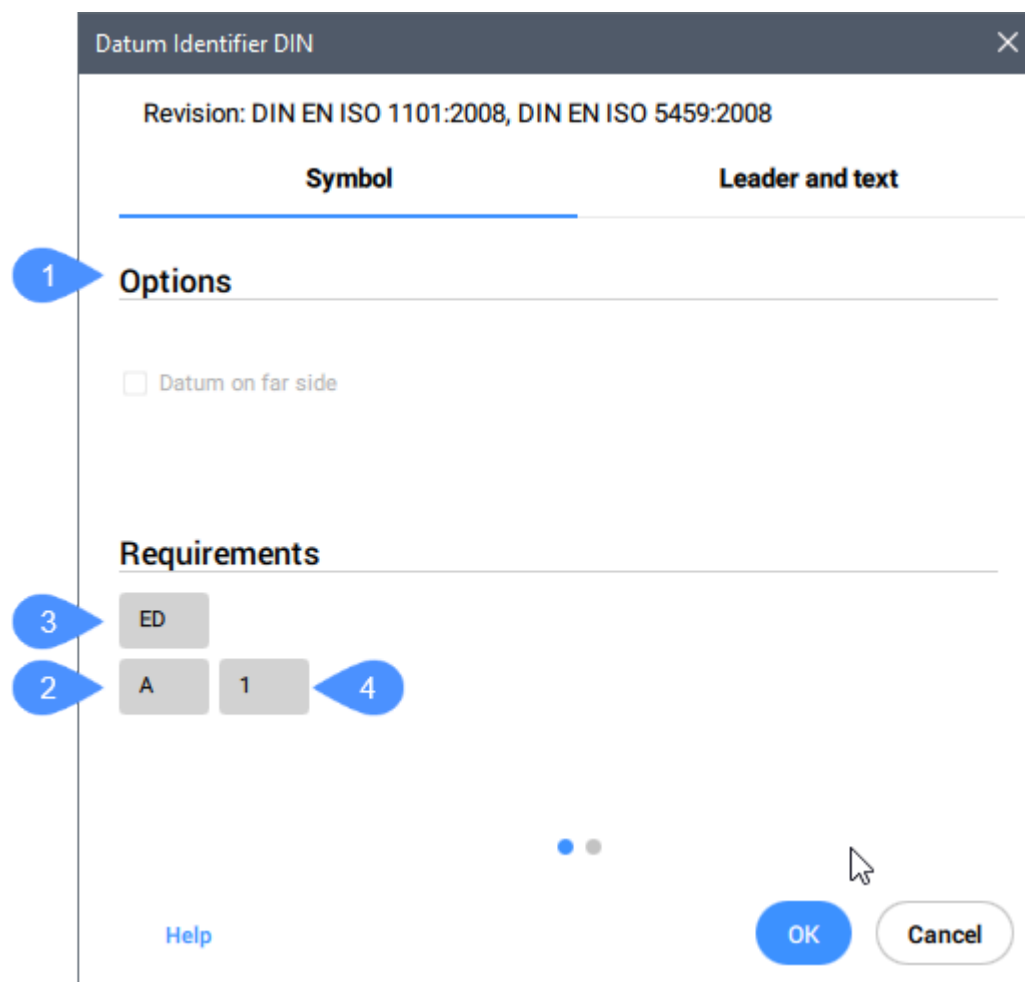 Datum Identifier DIN
Revision: DIN EN ISO 1101:2008, DIN EN ISO 5459:2008
Symbol Leader and text
1 Options
Datum on far side
Requirements
3 ED
2 A 1 4
Help OK Cancel